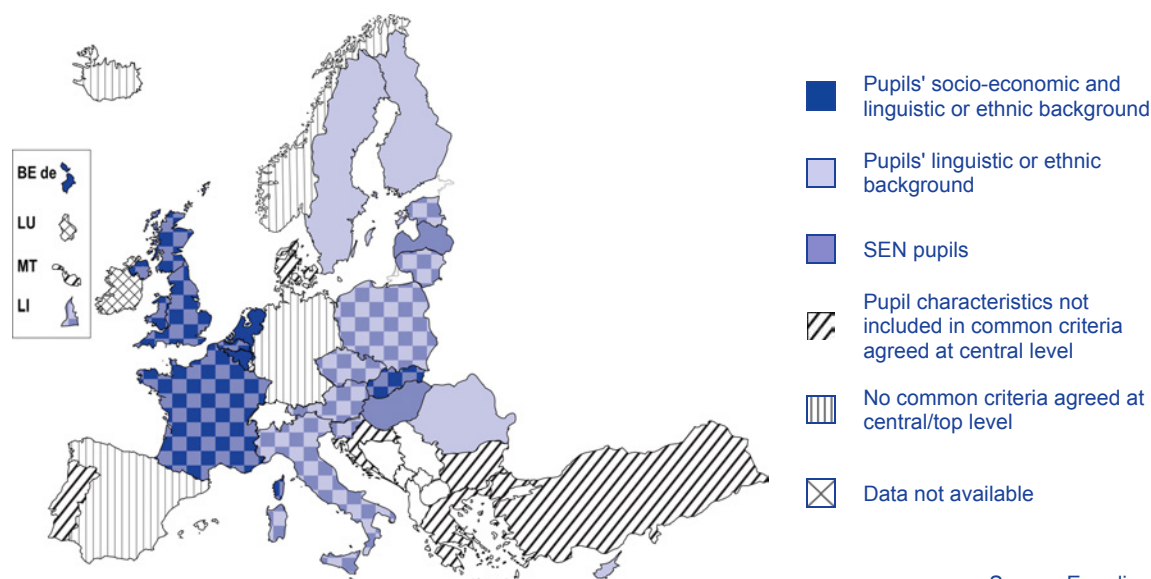 BE de
LU
MT
LI
Pupils' socio-economic and
linguistic or ethnic background
Pupils' linguistic or ethnic
background
SEN pupils
Pupil characteristics not
included in common criteria
agreed at central level
No common criteria agreed at
central/top level
Data not available